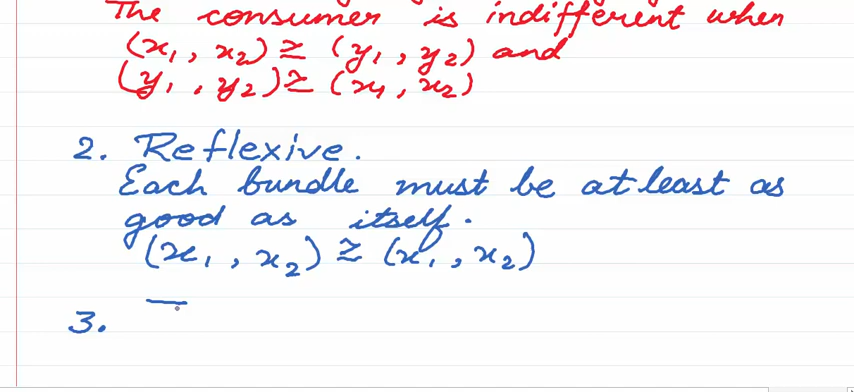 The consumer is indifferent when
(x₁, x₂) ≿ (y₁, y₂) and
(y₁, y₂) ≿ (x₁, x₂)
2. Reflexive.
Each bundle must be at least as
good as itself.
(x₁, x₂) ≿ (x₁, x₂)
3.